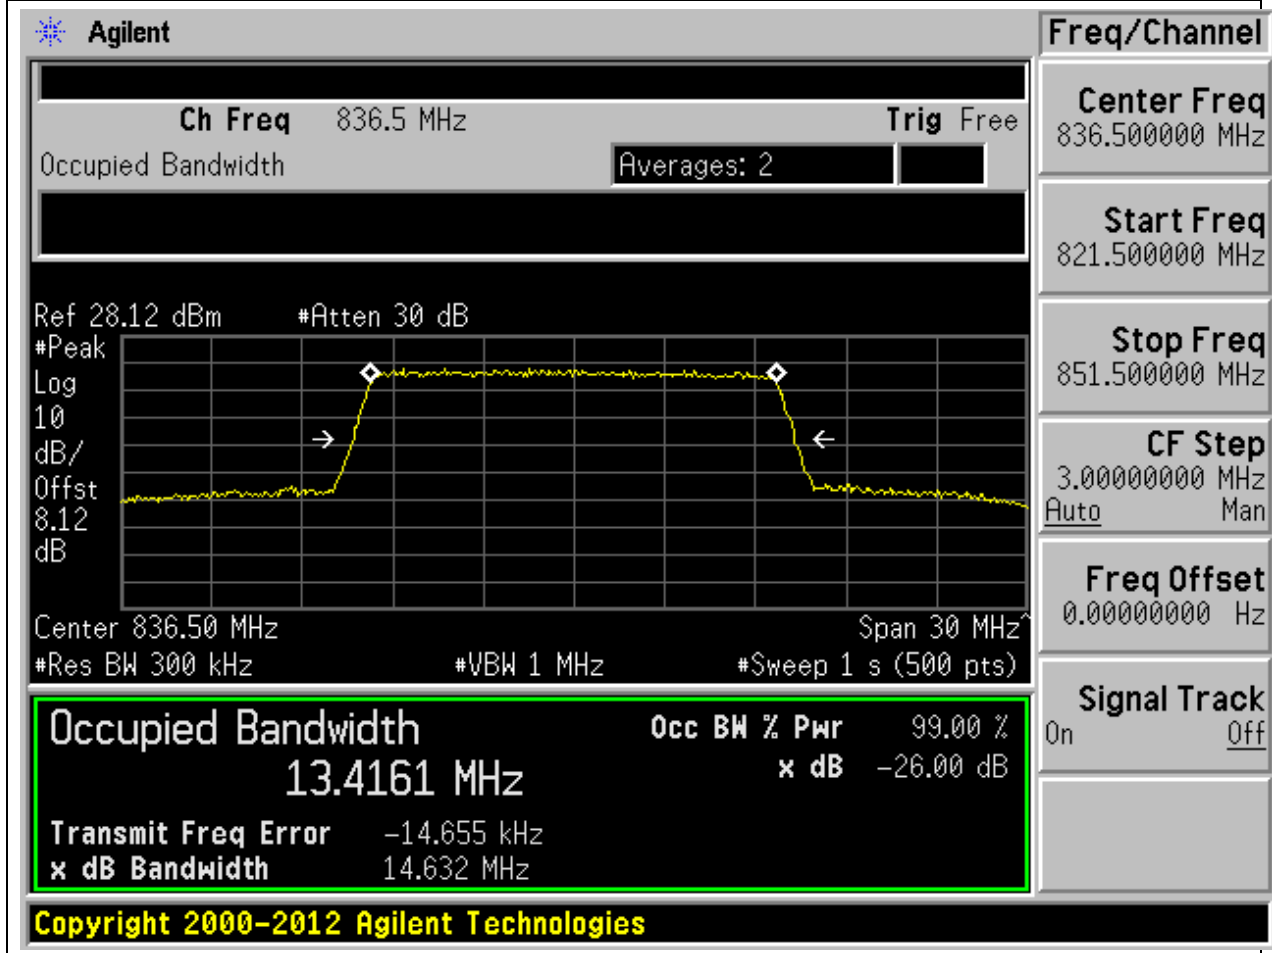 Agilent
Freq/Channel
Ch Freq 836.5 MHz Trig Free
Occupied Bandwidth Averages: 2
Center Freq
836.500000 MHz
Start Freq
821.500000 MHz
Stop Freq
851.500000 MHz
CF Step
3.00000000 MHz
Auto Man
Freq Offset
0.00000000 Hz
Signal Track
On Off
Ref 28.12 dBm #Atten 30 dB
#Peak
Log
10
dB/
Offst
8.12
dB
Center 836.50 MHz Span 30 MHz^
#Res BW 300 kHz #VBW 1 MHz #Sweep 1 s (500 pts)
Occupied Bandwidth Occ BW % Pwr 99.00 %
13.4161 MHz x dB -26.00 dB
Transmit Freq Error -14.655 kHz
x dB Bandwidth 14.632 MHz
Copyright 2000-2012 Agilent Technologies